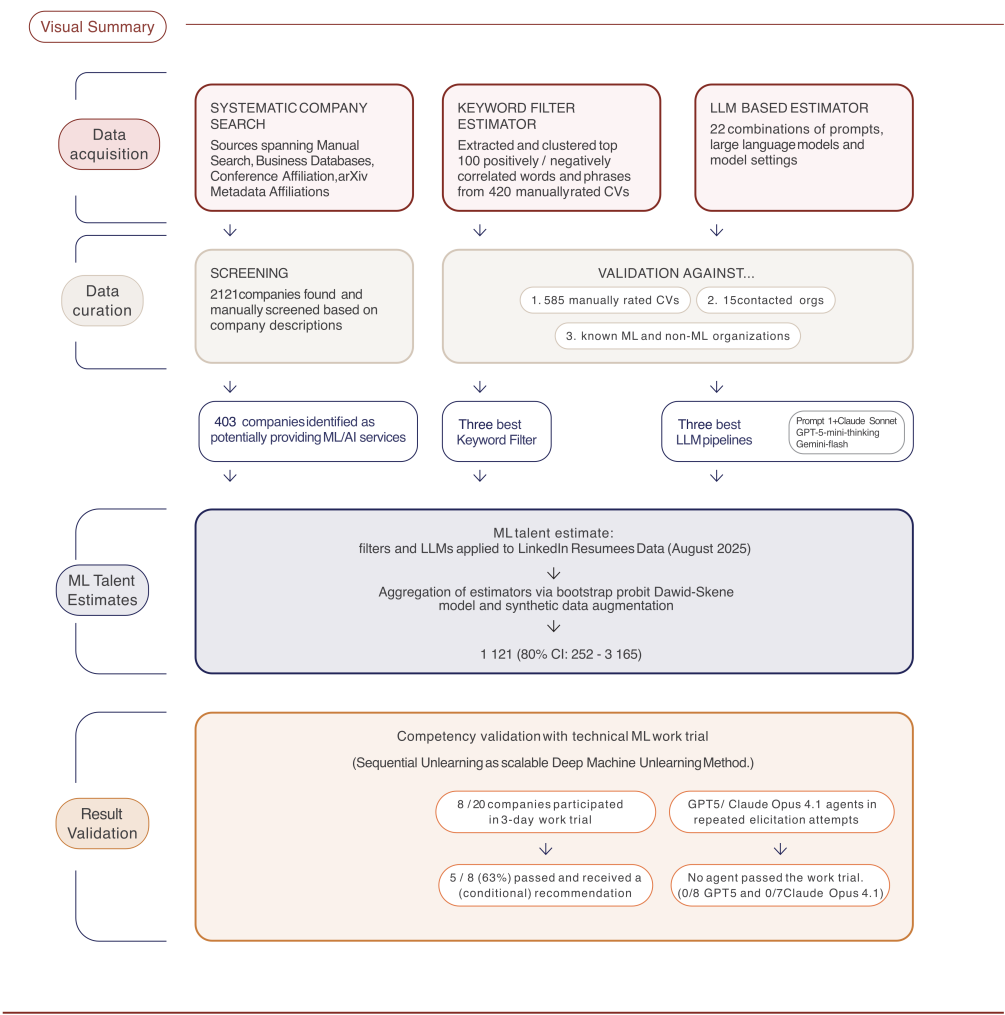 Visual Summary
Data
acquisition
SYSTEMATIC COMPANY
SEARCH
Sources spanning Manual
Search, Business Databases,
Conference Affiliation, arXiv
Metadata Affiliations
KEYWORD FILTER
ESTIMATOR
Extracted and clustered top
100 positively / negatively
correlated words and phrases
from 420 manually rated CVs
LLM BASED ESTIMATOR
22 combinations of prompts,
large language models and
model settings
Data
curation
SCREENING
2121 companies found and
manually screened based on
company descriptions
VALIDATION AGAINST...
1. 585 manually rated CVs
2. 15 contacted orgs
3. known ML and non-ML organizations
403 companies identified as
potentially providing ML/AI services
Three best
Keyword Filter
Three best
LLM pipelines
Prompt 1+Claude Sonnet
GPT-5-mini-thinking
Gemini-flash
ML Talent
Estimates
ML talent estimate:
filters and LLMs applied to LinkedIn Resumees Data (August 2025)
Aggregation of estimators via bootstrap probit Dawid-Skene
model and synthetic data augmentation
1 121 (80% CI: 252 - 3 165)
Result
Validation
Competency validation with technical ML work trial
(Sequential Unlearning as scalable Deep Machine Unlearning Method.)
8 / 20 companies participated
in 3-day work trial
GPT5/ Claude Opus 4.1 agents in
repeated elicitation attempts
5 / 8 (63%) passed and received a
(conditional) recommendation
No agent passed the work trial.
(0/8 GPT5 and 0/7 Claude Opus 4.1)